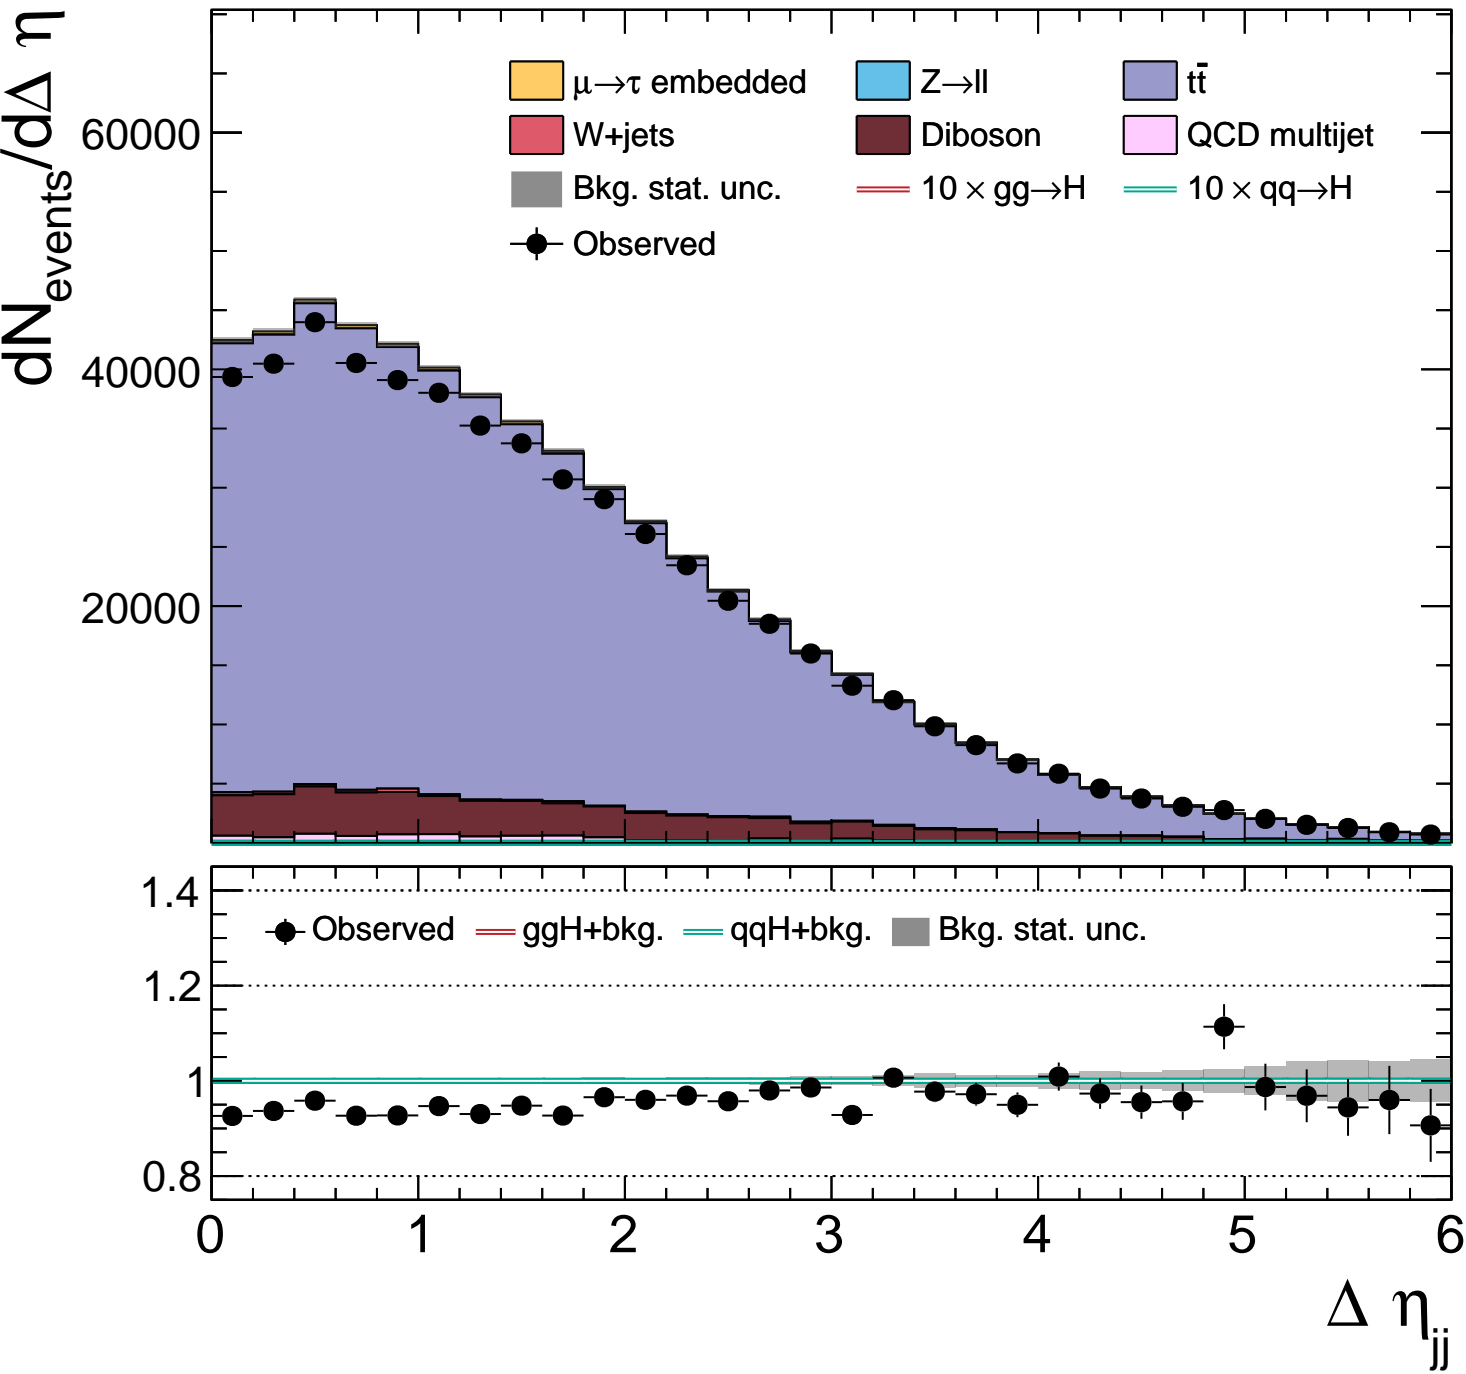 dN_events/dΔ η
60000
40000
20000
μ→τ embedded Z→ll tt̄
W+jets Diboson QCD multijet
Bkg. stat. unc. 10 × gg→H 10 × qq→H
Observed
1.4
1.2
1
0.8
Observed ggH+bkg. qqH+bkg. Bkg. stat. unc.
0 1 2 3 4 5 6
Δ η_jj